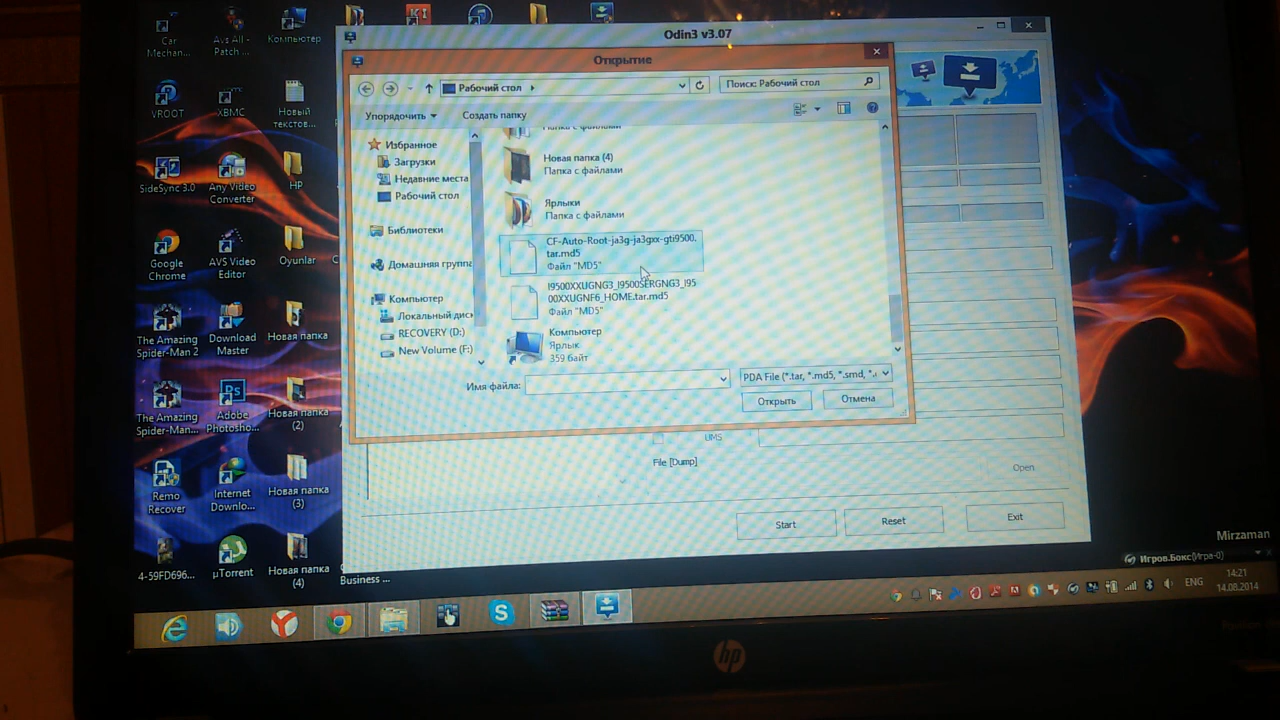 Car
Mechan...
Avs All -
Patch ...
Компьютер
KI
VROOT
XBMC
Новый
текстов...
SideSync 3.0
Any Video
Converter
HP
Google
Chrome
AVS Video
Editor
Oyunlar
The Amazing
Spider-Man 2
Download
Master
Новая папка
The Amazing
Spider-Man...
Adobe
Photosho...
Новая папка
(2)
Remo
Recover
Internet
Downlo...
Новая папка
(3)
4-59FD696...
µTorrent
Новая папка
(4)
Business ...
Odin3 v3.07
Открытие
Рабочий стол
Поиск: Рабочий стол
Упорядочить
Создать папку
Избранное
Загрузки
Недавние места
Рабочий стол
Библиотеки
Домашняя группа
Компьютер
Локальный диск
RECOVERY (D:)
New Volume (F:)
Папка с файлами
Новая папка (4)
Папка с файлами
Ярлыки
Папка с файлами
CF-Auto-Root-ja3g-ja3gxx-gti9500.
tar.md5
Файл "MD5"
I9500XXUGNG3_I9500SERGNG3_I95
00XXUGNF6_HOME.tar.md5
Файл "MD5"
Компьютер
Ярлык
359 байт
Имя файла:
PDA File (*.tar, *.md5, *.smd, *.
Открыть
Отмена
UMS
File [Dump]
Open
Start
Reset
Exit
Mirzaman
Игров.Бокс(Игра-0)
ENG
14:21
14.08.2014
hp